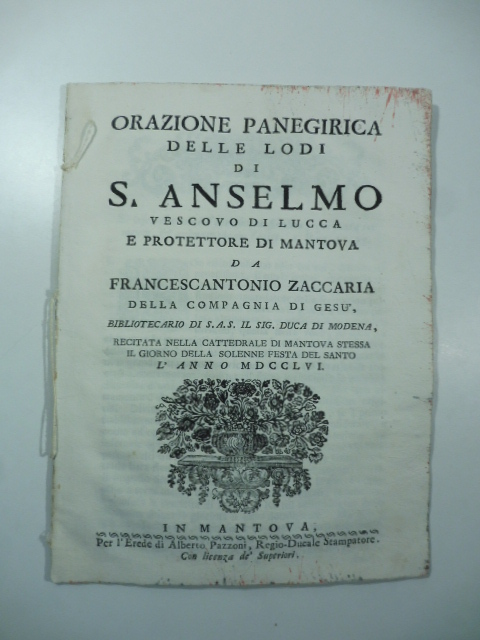 ORAZIONE PANEGIRICA
DELLE LODI
DI
S. ANSELMO
VESCOVO DI LUCCA
E PROTETTORE DI MANTOVA
DA
FRANCESCANTONIO ZACCARIA
DELLA COMPAGNIA DI GESU',
BIBLIOTECARIO DI S.A.S. IL SIG. DUCA DI MODENA,
RECITATA NELLA CATTEDRALE DI MANTOVA STESSA
IL GIORNO DELLA SOLENNE FESTA DEL SANTO
L' ANNO MDCCLVI.
IN MANTOVA,
Per l'Erede di Alberto Pazzoni, Regio-Ducale Stampatore.
Con licenza de' Superiori.